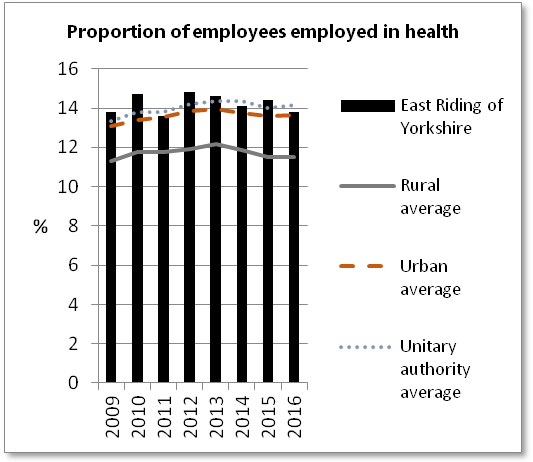 Proportion of employees employed in health
16
14
12
10
8
6
4
2
0
%
2009
2010
2011
2012
2013
2014
2015
2016
East Riding of
Yorkshire
Rural
average
Urban
average
Unitary
authority
average